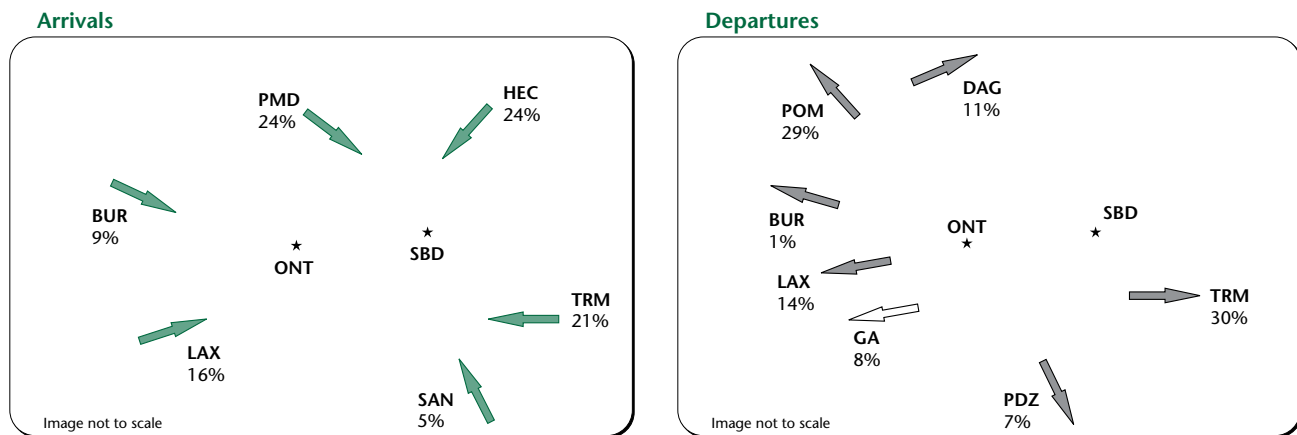 Arrivals
PMD
24%
HEC
24%
BUR
9%
ONT
SBD
TRM
21%
LAX
16%
SAN
5%
Image not to scale
Departures
DAG
11%
POM
29%
BUR
1%
ONT
SBD
LAX
14%
TRM
30%
GA
8%
PDZ
7%
Image not to scale